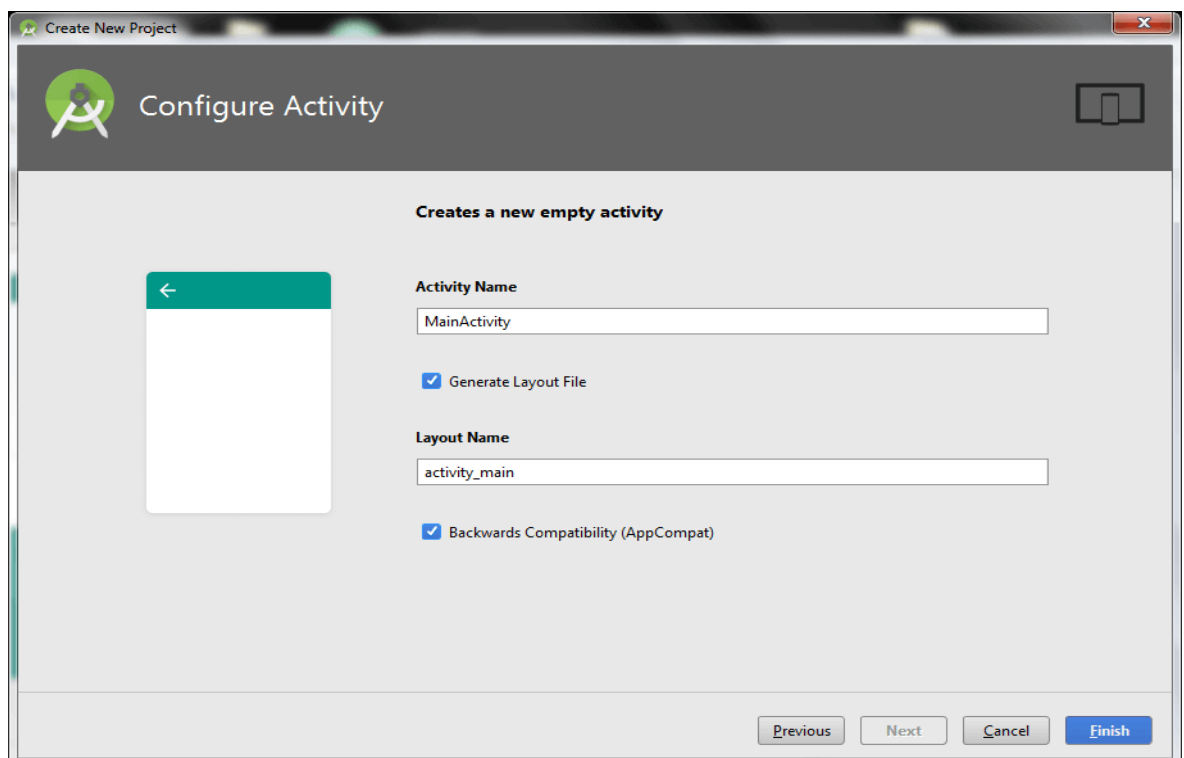 Create New Project
Configure Activity
Creates a new empty activity
Activity Name
MainActivity
Generate Layout File
Layout Name
activity_main
Backwards Compatibility (AppCompat)
Previous
Next
Cancel
Finish